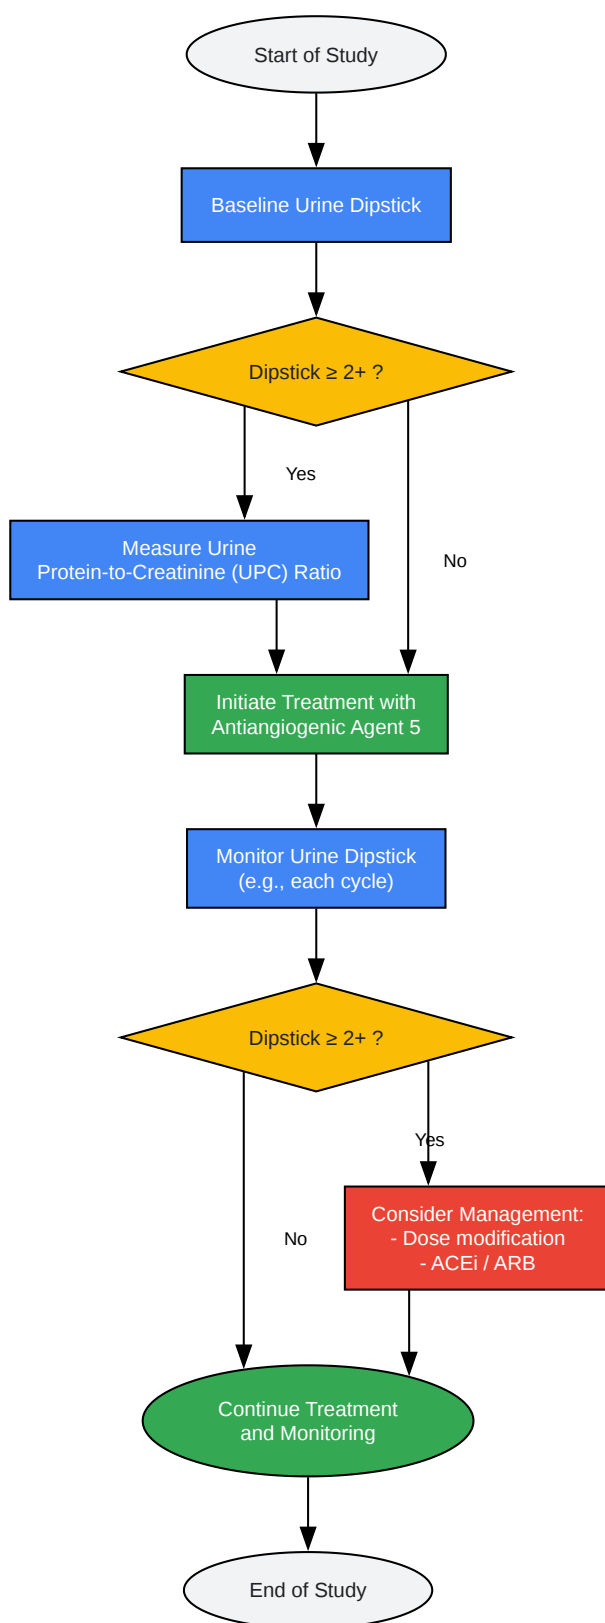 Start of Study
Baseline Urine Dipstick
Dipstick ≥ 2+ ?
Yes
Measure Urine
Protein-to-Creatinine (UPC) Ratio
No
Initiate Treatment with
Antiangiogenic Agent 5
Monitor Urine Dipstick
(e.g., each cycle)
Dipstick ≥ 2+ ?
Yes
Consider Management:
- Dose modification
- ACEi / ARB
No
Continue Treatment
and Monitoring
End of Study